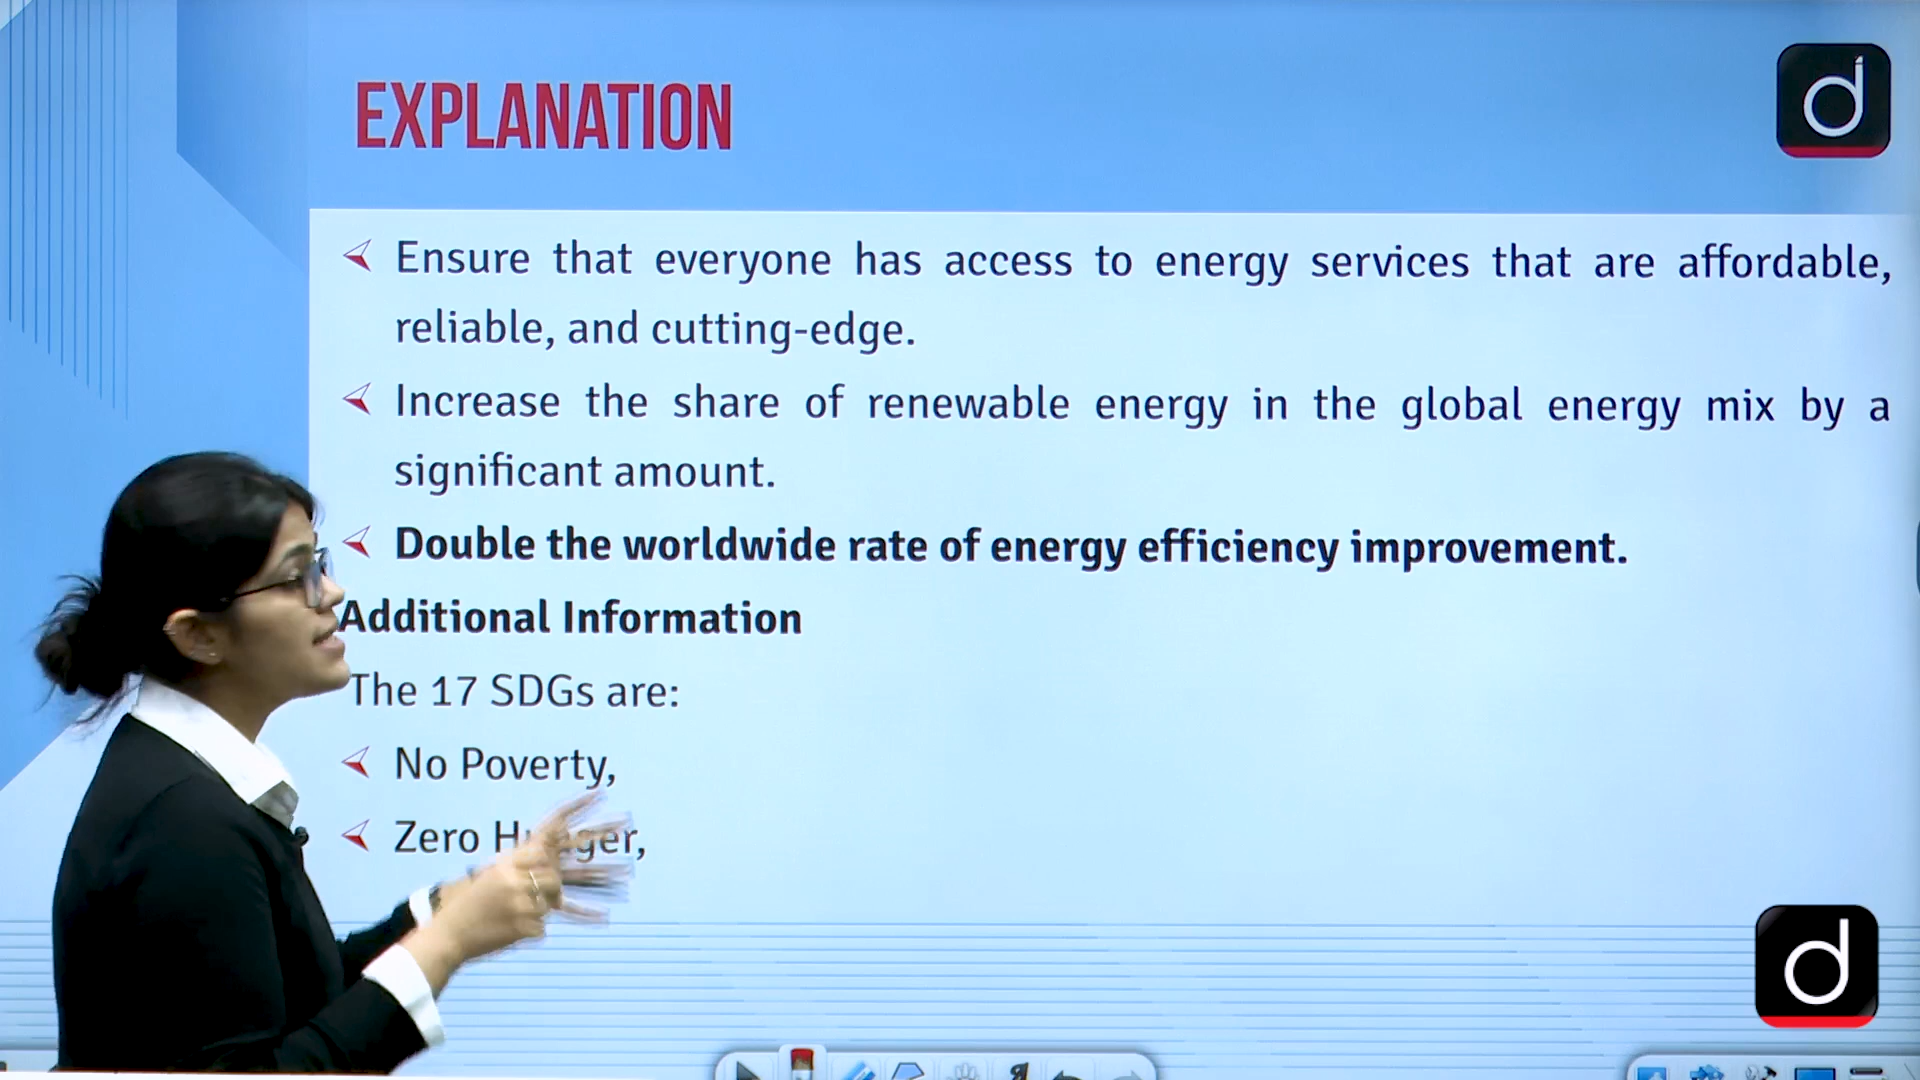 EXPLANATION
Ensure that everyone has access to energy services that are affordable,
reliable, and cutting-edge.
Increase the share of renewable energy in the global energy mix by a
significant amount.
Double the worldwide rate of energy efficiency improvement.
Additional Information
The 17 SDGs are:
No Poverty,
Zero Hunger,
d
d